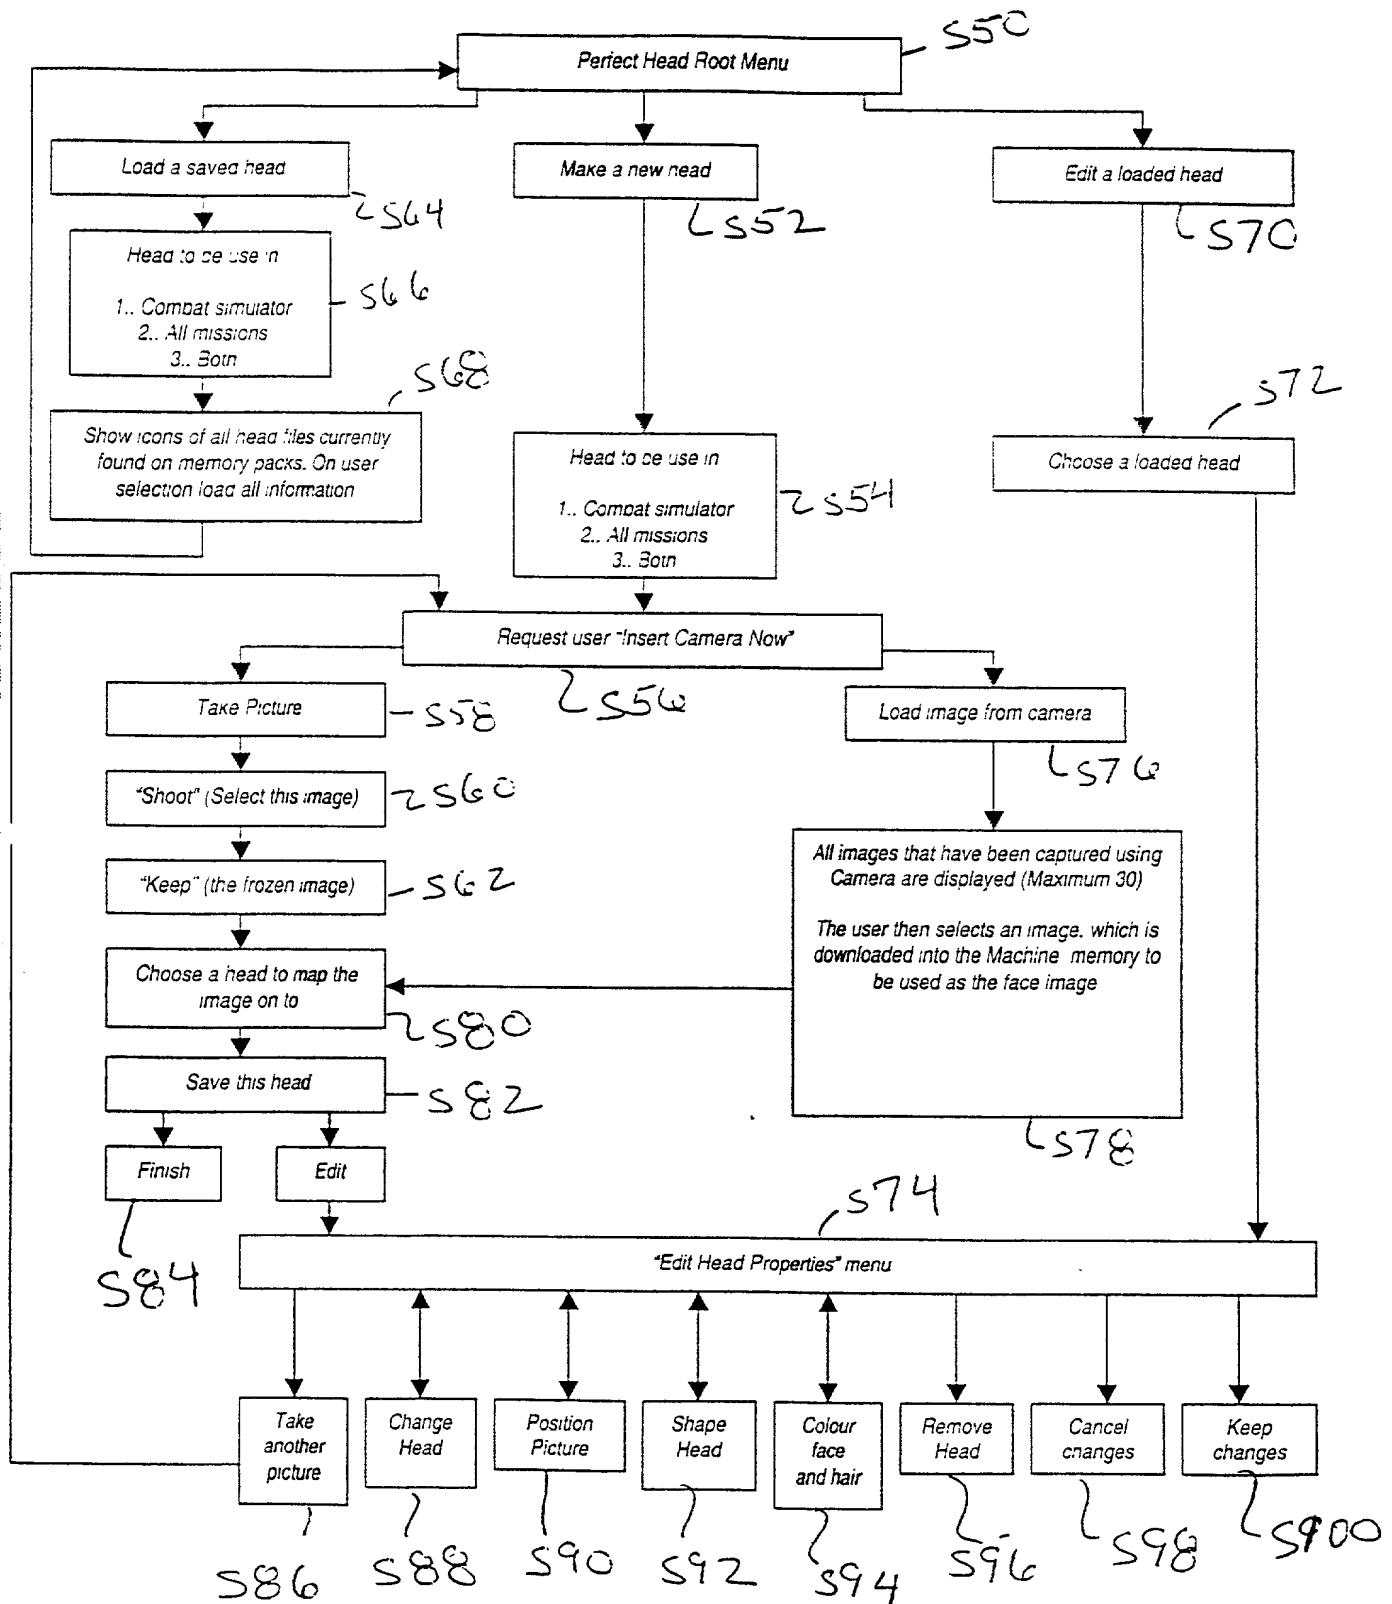 Perfect Head Root Menu
S50
Load a saved head
S64
Make a new head
S52
Edit a loaded head
S70
Head to be use in
1.. Combat simulator
2.. All missions
3.. Both
S66
Show icons of all head files currently
found on memory packs. On user
selection load all information
S68
Head to be use in
1.. Combat simulator
2.. All missions
3.. Both
S54
Choose a loaded head
S72
Request user "Insert Camera Now"
S56
Take Picture
S58
Load image from camera
S76
"Shoot" (Select this image)
S60
"Keep" (the frozen image)
S62
All images that have been captured using
Camera are displayed (Maximum 30)
The user then selects an image. which is
downloaded into the Machine memory to
be used as the face image
S78
Choose a head to map the
image on to
S80
Save this head
S82
Finish
S84
Edit
S74
"Edit Head Properties" menu
Take
another
picture
S86
Change
Head
S88
Position
Picture
S90
Shape
Head
S92
Colour
face
and hair
S94
Remove
Head
S96
Cancel
changes
S98
Keep
changes
S100